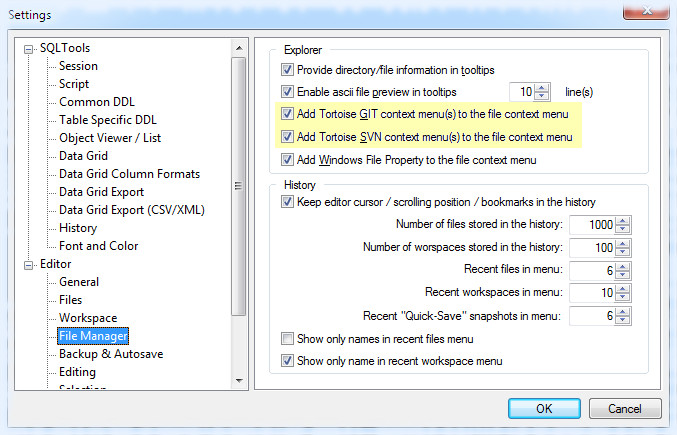 Settings
SQLTools
Session
Script
Common DDL
Table Specific DDL
Object Viewer / List
Data Grid
Data Grid Column Formats
Data Grid Export
Data Grid Export (CSV/XML)
History
Font and Color
Editor
General
Files
Workspace
File Manager
Backup & Autosave
Editing
Selection
Explorer
Provide directory/file information in tooltips
Enable ascii file preview in tooltips 10 line(s)
Add Tortoise GIT context menu(s) to the file context menu
Add Tortoise SVN context menu(s) to the file context menu
Add Windows File Property to the file context menu
History
Keep editor cursor / scrolling position / bookmarks in the history
Number of files stored in the history: 1000
Number of worspaces stored in the history: 100
Recent files in menu: 6
Recent workspaces in menu: 10
Recent "Quick-Save" snapshots in menu: 6
Show only names in recent files menu
Show only name in recent workspace menu
OK Cancel